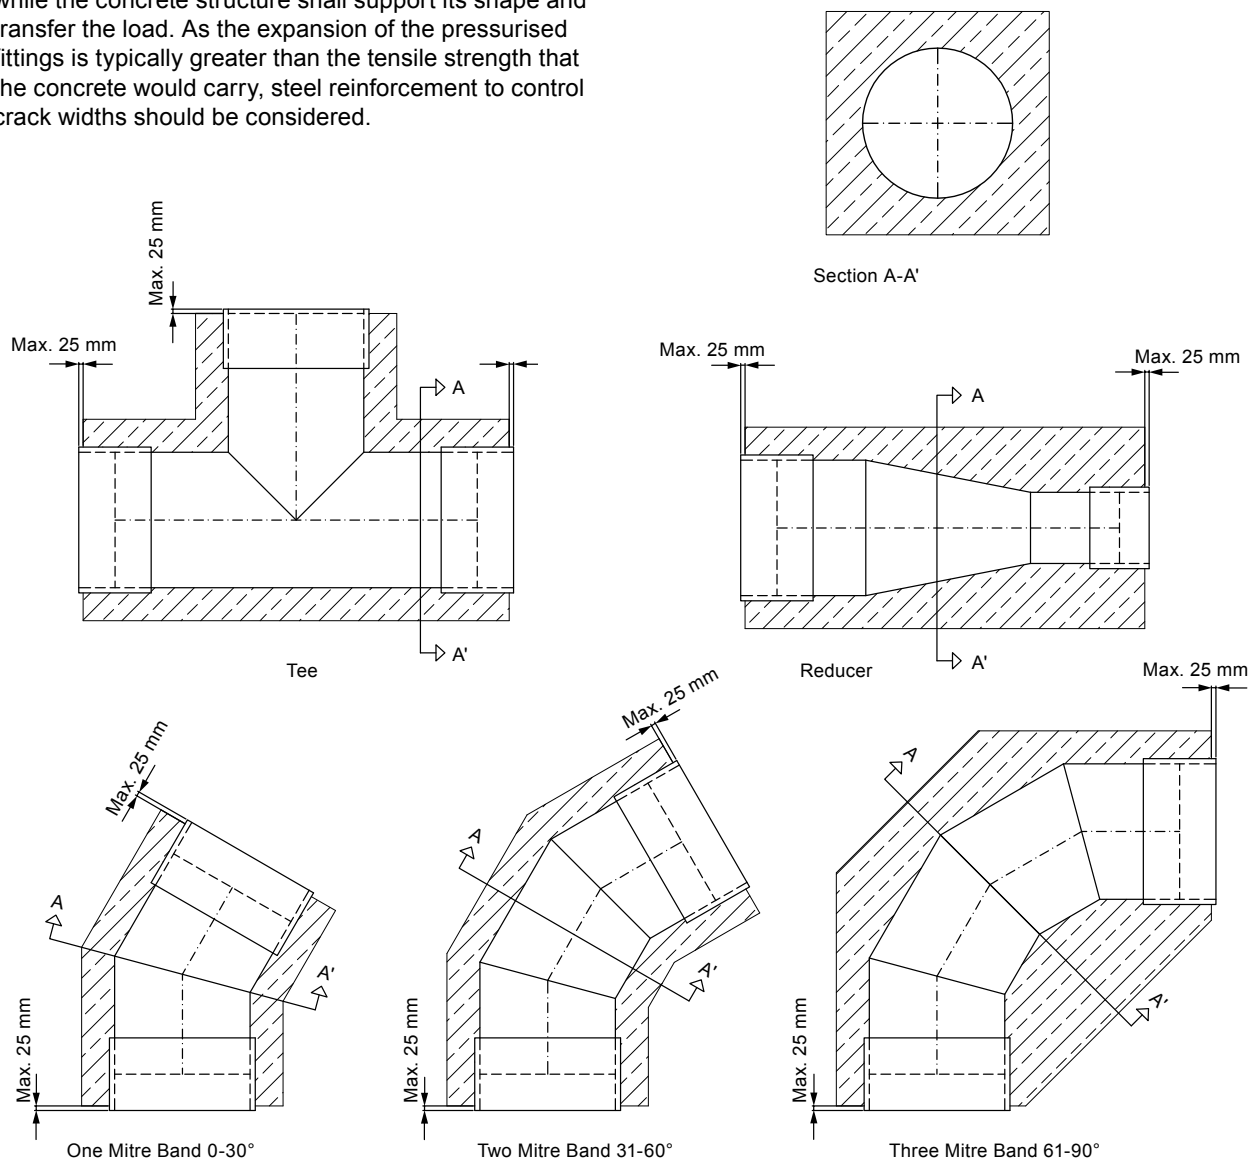 while the concrete structure shall support its shape and
transfer the load. As the expansion of the pressurised
fittings is typically greater than the tensile strength that
the concrete would carry, steel reinforcement to control
crack widths should be considered.
Section A-A'
Max. 25 mm
Max. 25 mm
A
A'
Tee
Max. 25 mm
Max. 25 mm
A
A'
Reducer
Max. 25 mm
A
A'
Max. 25 mm
One Mitre Band 0-30°
Max. 25 mm
A
A'
Max. 25 mm
Two Mitre Band 31-60°
Max. 25 mm
A
A'
Max. 25 mm
Three Mitre Band 61-90°